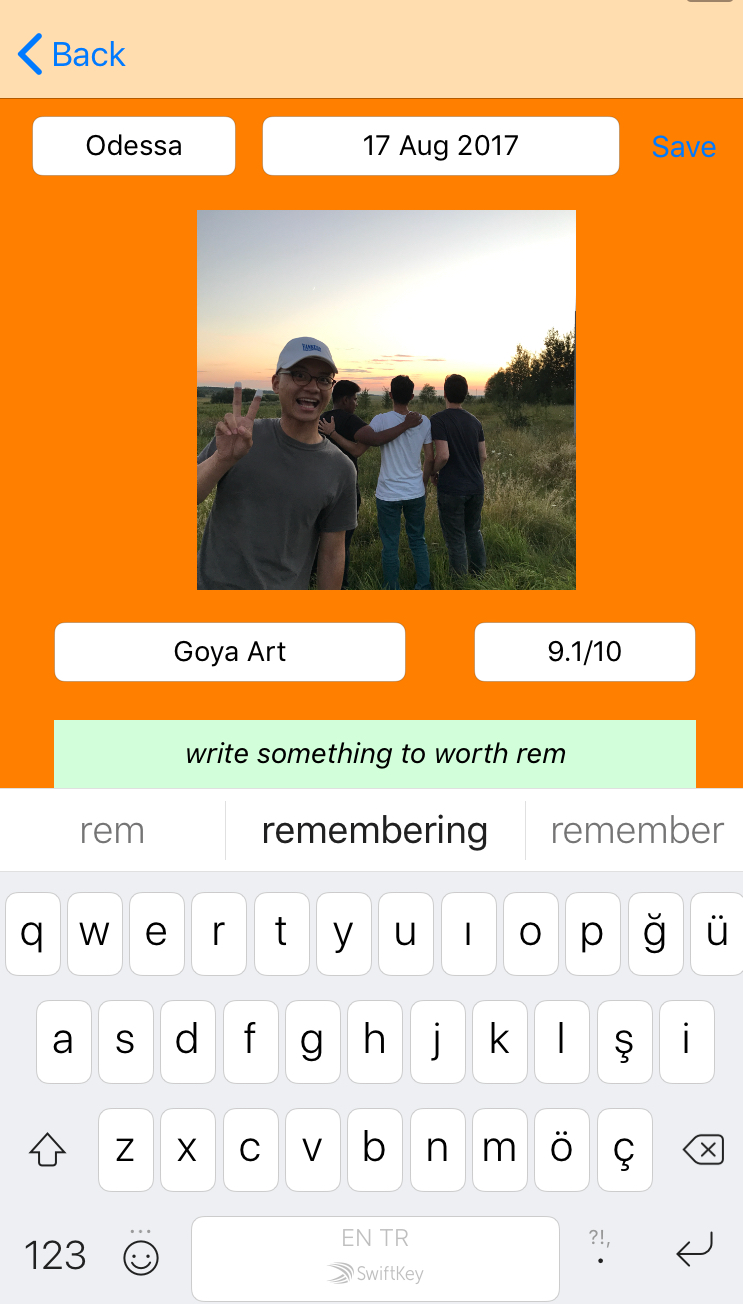 Back
Odessa 17 Aug 2017 Save
Goya Art 9.1/10
write something to worth rem
rem remembering remember
q w e r t y u ı o p ğ ü
a s d f g h j k l ş i
z x c v b n m ö ç
123 EN TR ?!, .
SwiftKey